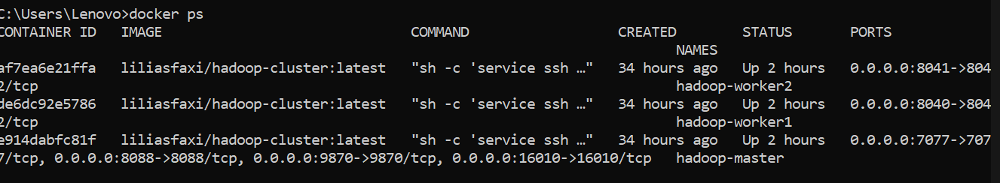 C:\Users\Lenovo>docker ps
CONTAINER ID   IMAGE                             COMMAND                  CREATED        STATUS       PORTS
                                                                          NAMES
af7ea6e21ffa   liliasfaxi/hadoop-cluster:latest   "sh -c 'service ssh …"   34 hours ago   Up 2 hours   0.0.0.0:8041->804
2/tcp                                                                     hadoop-worker2
de6dc92e5786   liliasfaxi/hadoop-cluster:latest   "sh -c 'service ssh …"   34 hours ago   Up 2 hours   0.0.0.0:8040->804
2/tcp                                                                     hadoop-worker1
e914dabfc81f   liliasfaxi/hadoop-cluster:latest   "sh -c 'service ssh …"   34 hours ago   Up 2 hours   0.0.0.0:7077->707
7/tcp, 0.0.0.0:8088->8088/tcp, 0.0.0.0:9870->9870/tcp, 0.0.0.0:16010->16010/tcp   hadoop-master